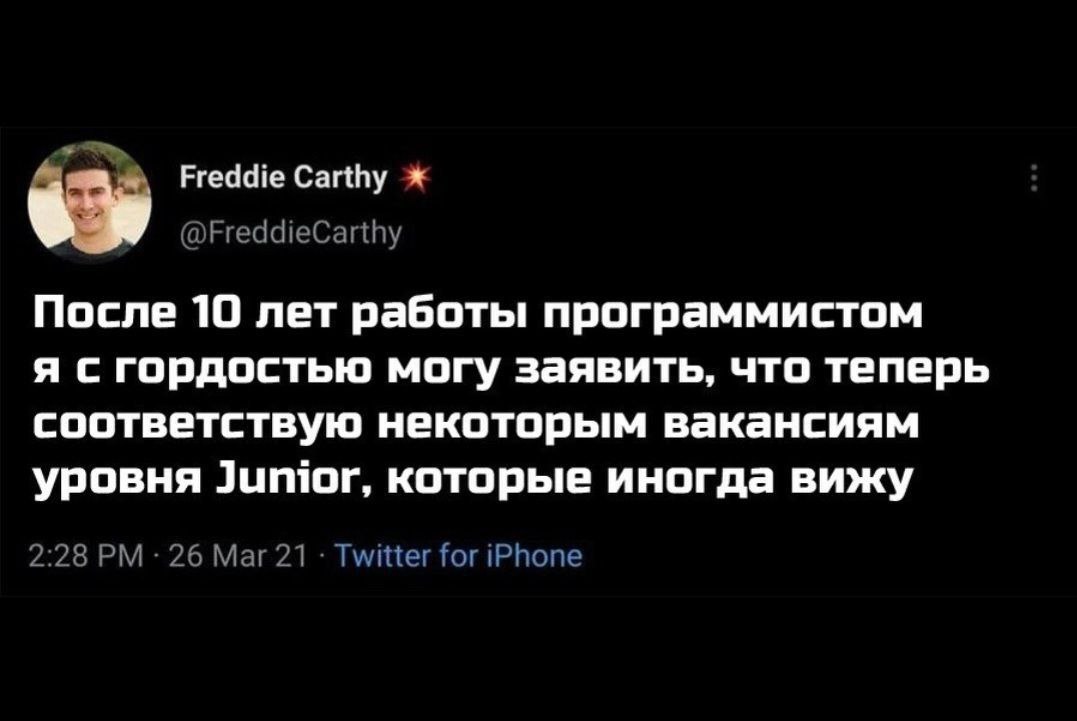 Freddie Carthy 💥
@FreddieCarthy
После 10 лет работы программистом
я с гордостью могу заявить, что теперь
соответствую некоторым вакансиям
уровня Junior, которые иногда вижу
2:28 PM · 26 Mar 21 · Twitter for iPhone